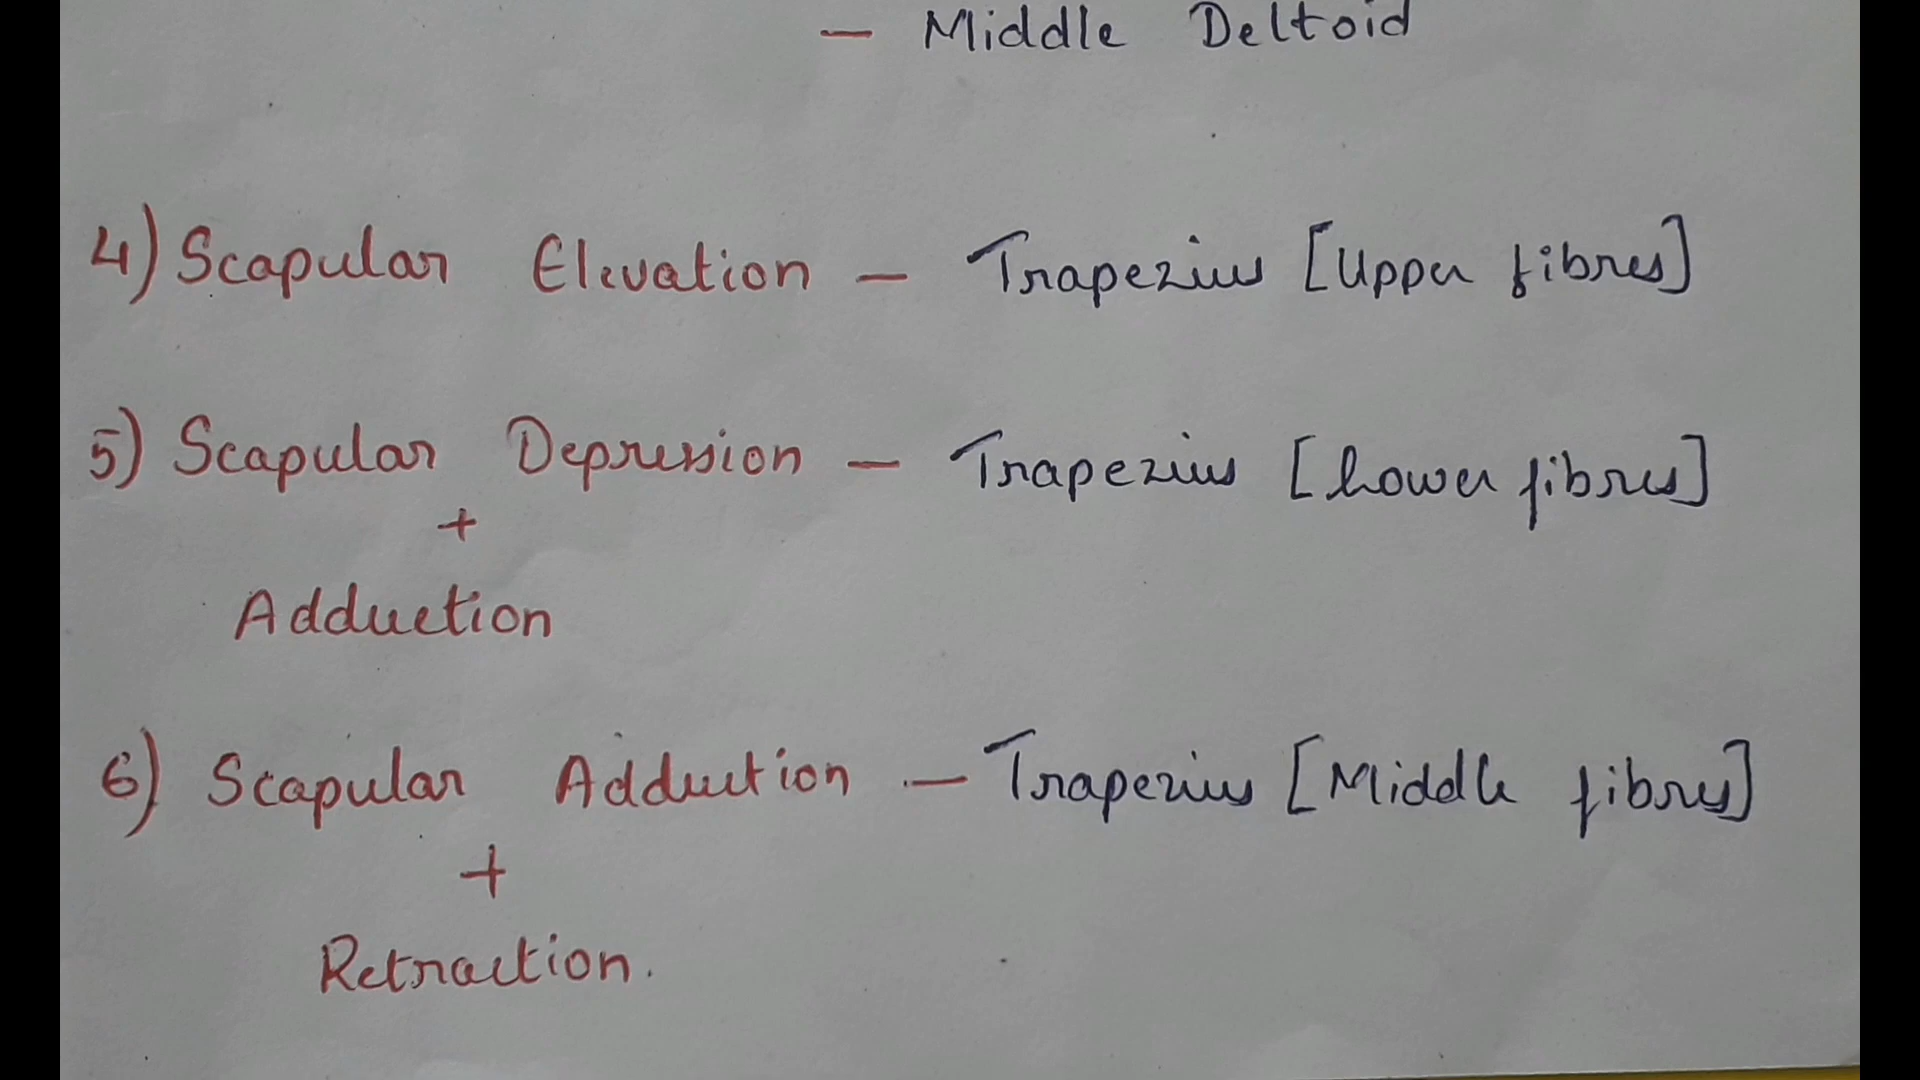 — Middle Deltoid
4) Scapular Elevation — Trapezius [Upper fibres]
5) Scapular Depression — Trapezius [Lower fibres]
+
Adduction
6) Scapular Adduction — Trapezius [Middle fibres]
+
Retraction.